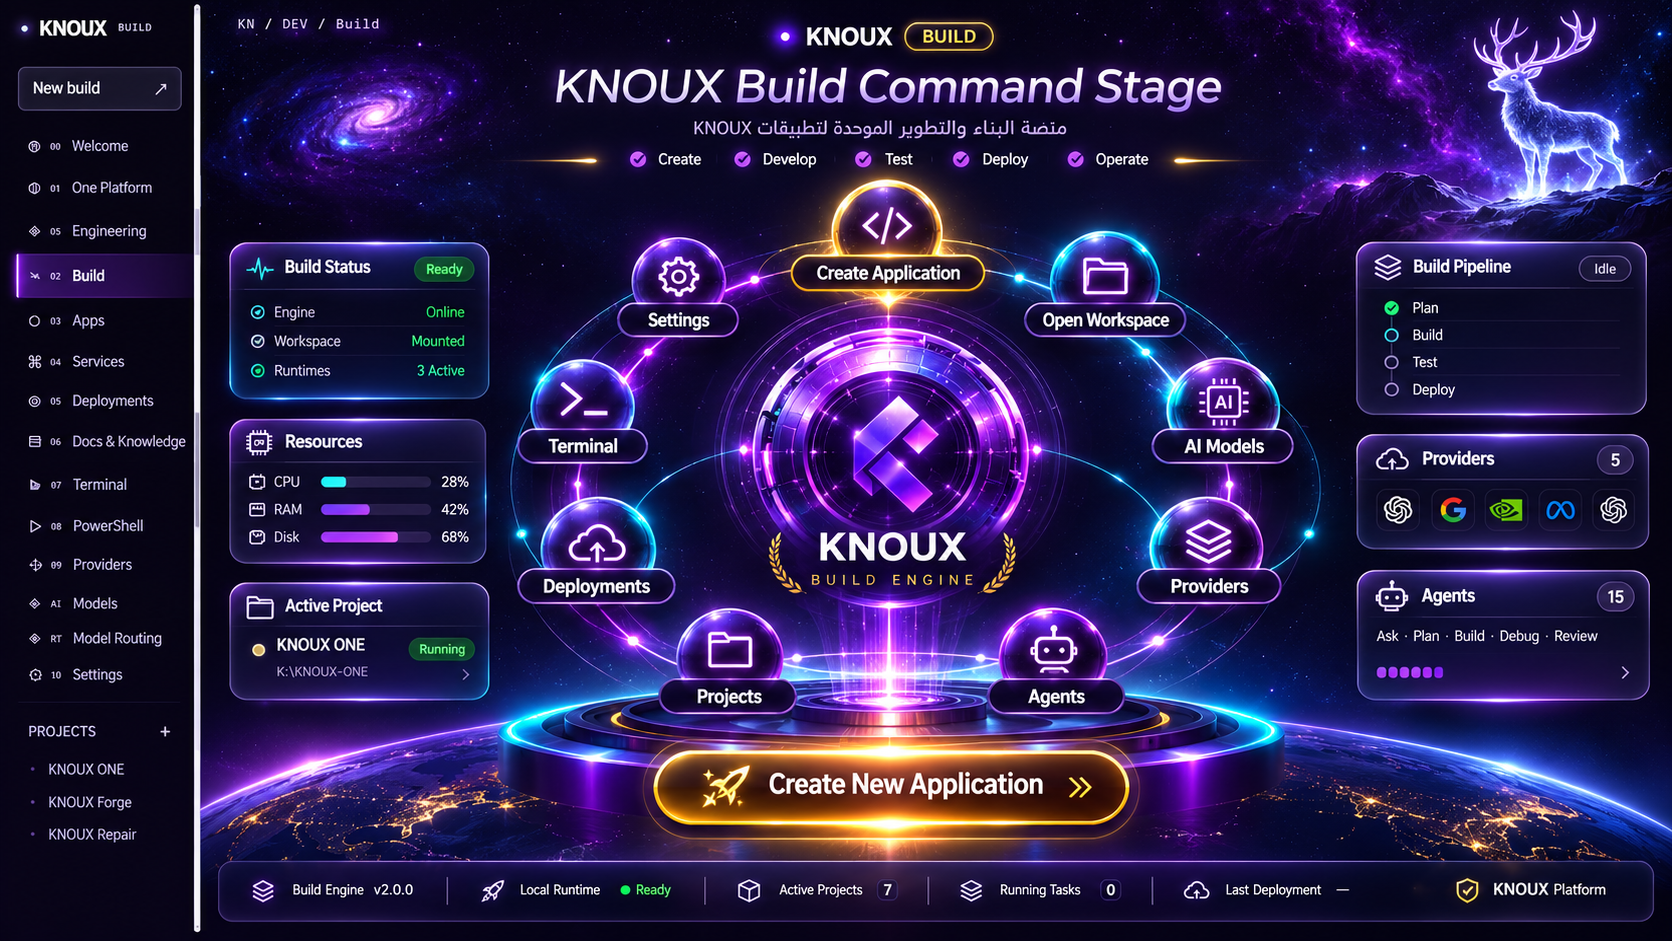 KNOUX BUILD
New build
00 Welcome
01 One Platform
05 Engineering
02 Build
03 Apps
04 Services
05 Deployments
06 Docs & Knowledge
07 Terminal
08 PowerShell
09 Providers
AI Models
RT Model Routing
10 Settings
PROJECTS +
KNOUX ONE
KNOUX Forge
KNOUX Repair
KN / DEV / Build
KNOUX BUILD
KNOUX Build Command Stage
متضة البناء والتطوير الموحدة لتطبيقات KNOUX
Create Develop Test Deploy Operate
Build Status Ready
Engine Online
Workspace Mounted
Runtimes 3 Active
Resources
CPU 28%
RAM 42%
Disk 68%
Active Project
KNOUX ONE Running
K:\KNOUX-ONE
</>
Create Application
Settings
Open Workspace
Terminal
AI
AI Models
Deployments
Providers
Projects
Agents
KNOUX
BUILD ENGINE
Create New Application
Build Pipeline Idle
Plan
Build
Test
Deploy
Providers 5
Agents 15
Ask · Plan · Build · Debug · Review
Build Engine v2.0.0
Local Runtime Ready
Active Projects 7
Running Tasks 0
Last Deployment —
KNOUX Platform